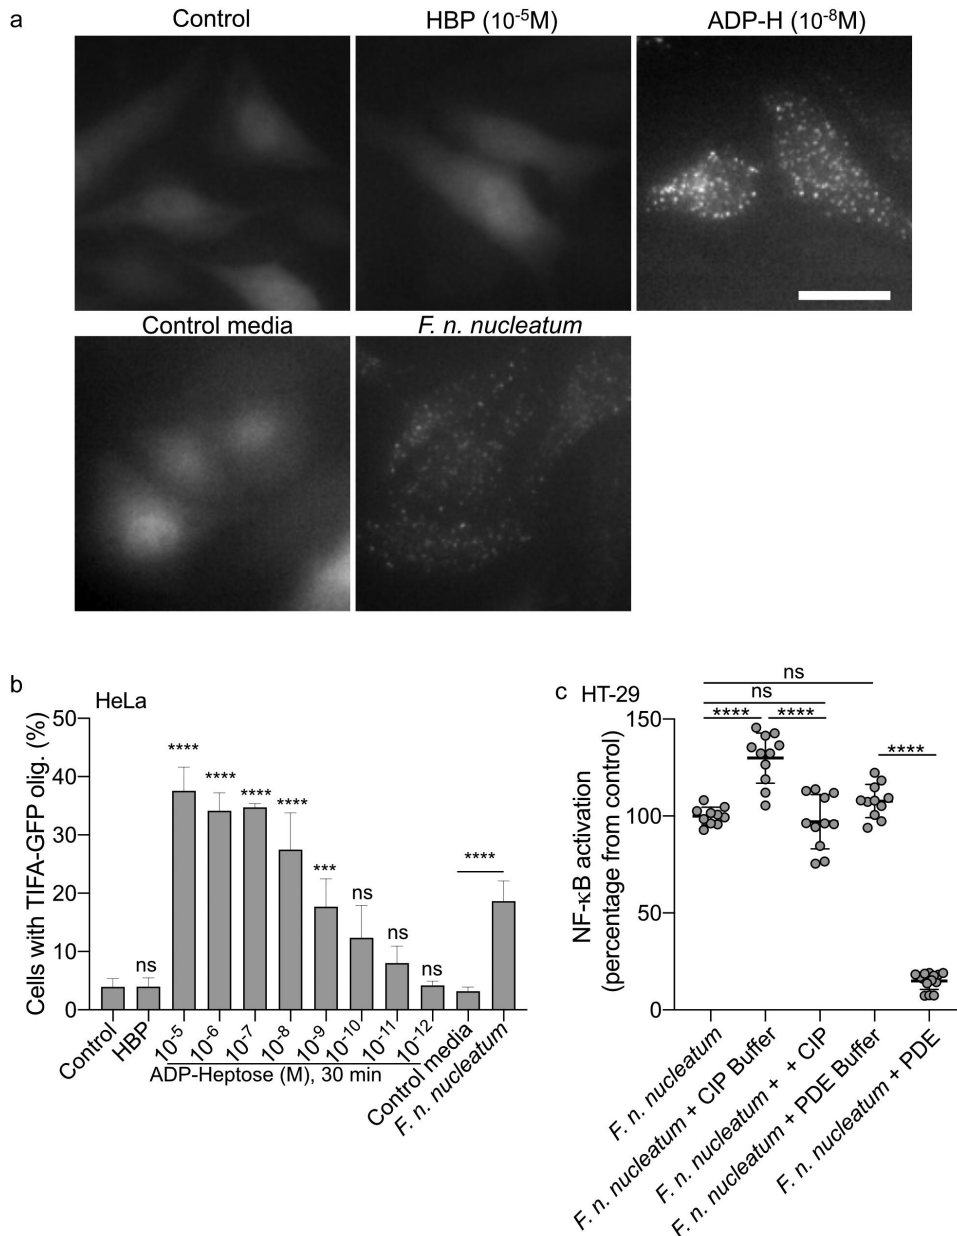 a
Control
HBP (10⁻⁵M)
ADP-H (10⁻⁸M)
Control media
F. n. nucleatum
b
HeLa
Cells with TIFA-GFP olig. (%)
50
40
30
20
10
0
ns
****
****
****
****
***
ns
ns
ns
****
Control
HBP
10⁻⁵
10⁻⁶
10⁻⁷
10⁻⁸
10⁻⁹
10⁻¹⁰
10⁻¹¹
10⁻¹²
Control media
F. n. nucleatum
ADP-Heptose (M), 30 min
c
HT-29
NF-κB activation
(percentage from control)
150
100
50
0
ns
ns
****
****
****
F. n. nucleatum
F. n. nucleatum + CIP Buffer
F. n. nucleatum + + CIP
F. n. nucleatum + PDE Buffer
F. n. nucleatum + PDE